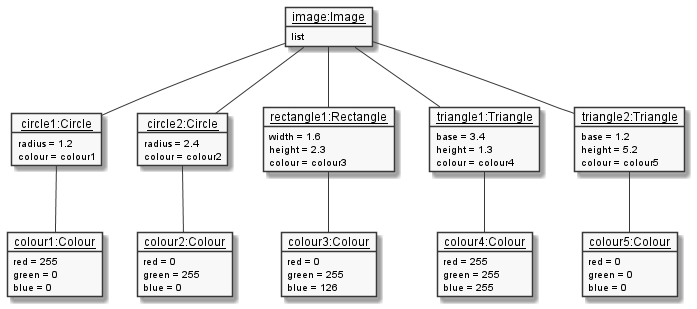 image:Image
list
circle1:Circle
radius = 1.2
colour = colour1
circle2:Circle
radius = 2.4
colour = colour2
rectangle1:Rectangle
width = 1.6
height = 2.3
colour = colour3
triangle1:Triangle
base = 3.4
height = 1.3
colour = colour4
triangle2:Triangle
base = 1.2
height = 5.2
colour = colour5
colour1:Colour
red = 255
green = 0
blue = 0
colour2:Colour
red = 0
green = 255
blue = 0
colour3:Colour
red = 0
green = 255
blue = 126
colour4:Colour
red = 255
green = 255
blue = 255
colour5:Colour
red = 0
green = 0
blue = 0